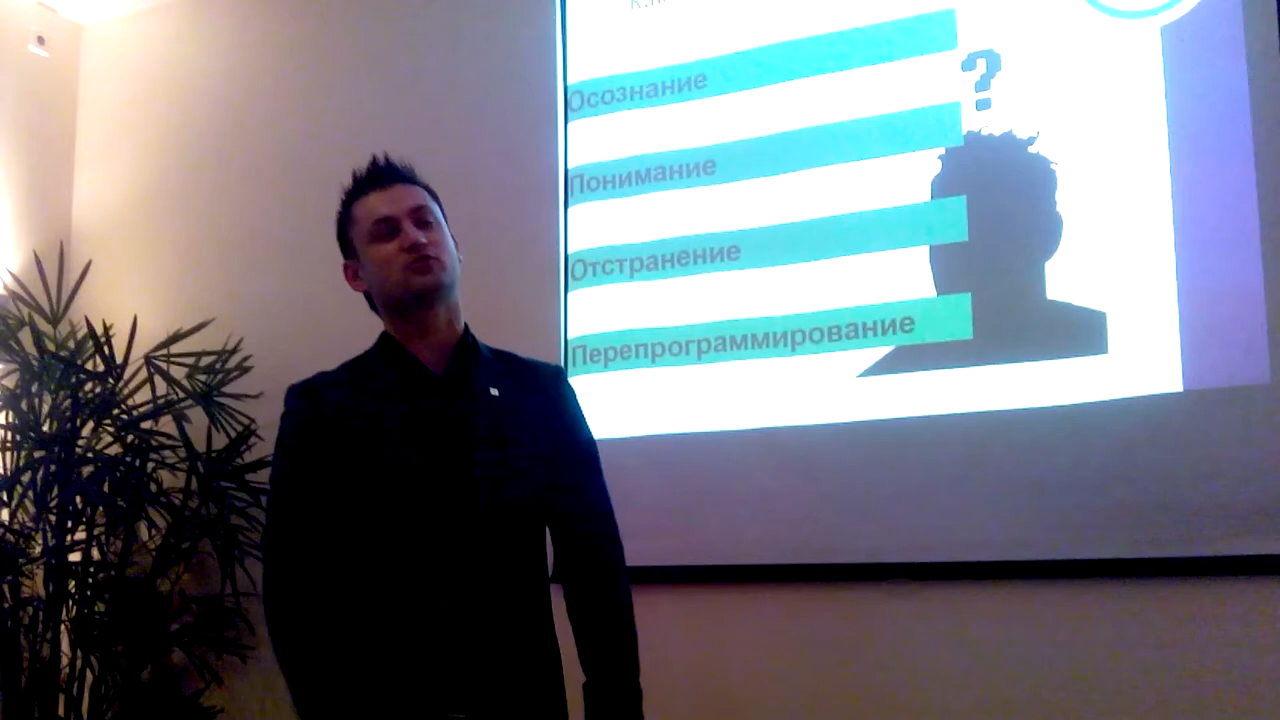 Осознание
?
Понимание
Отстранение
Перепрограммирование